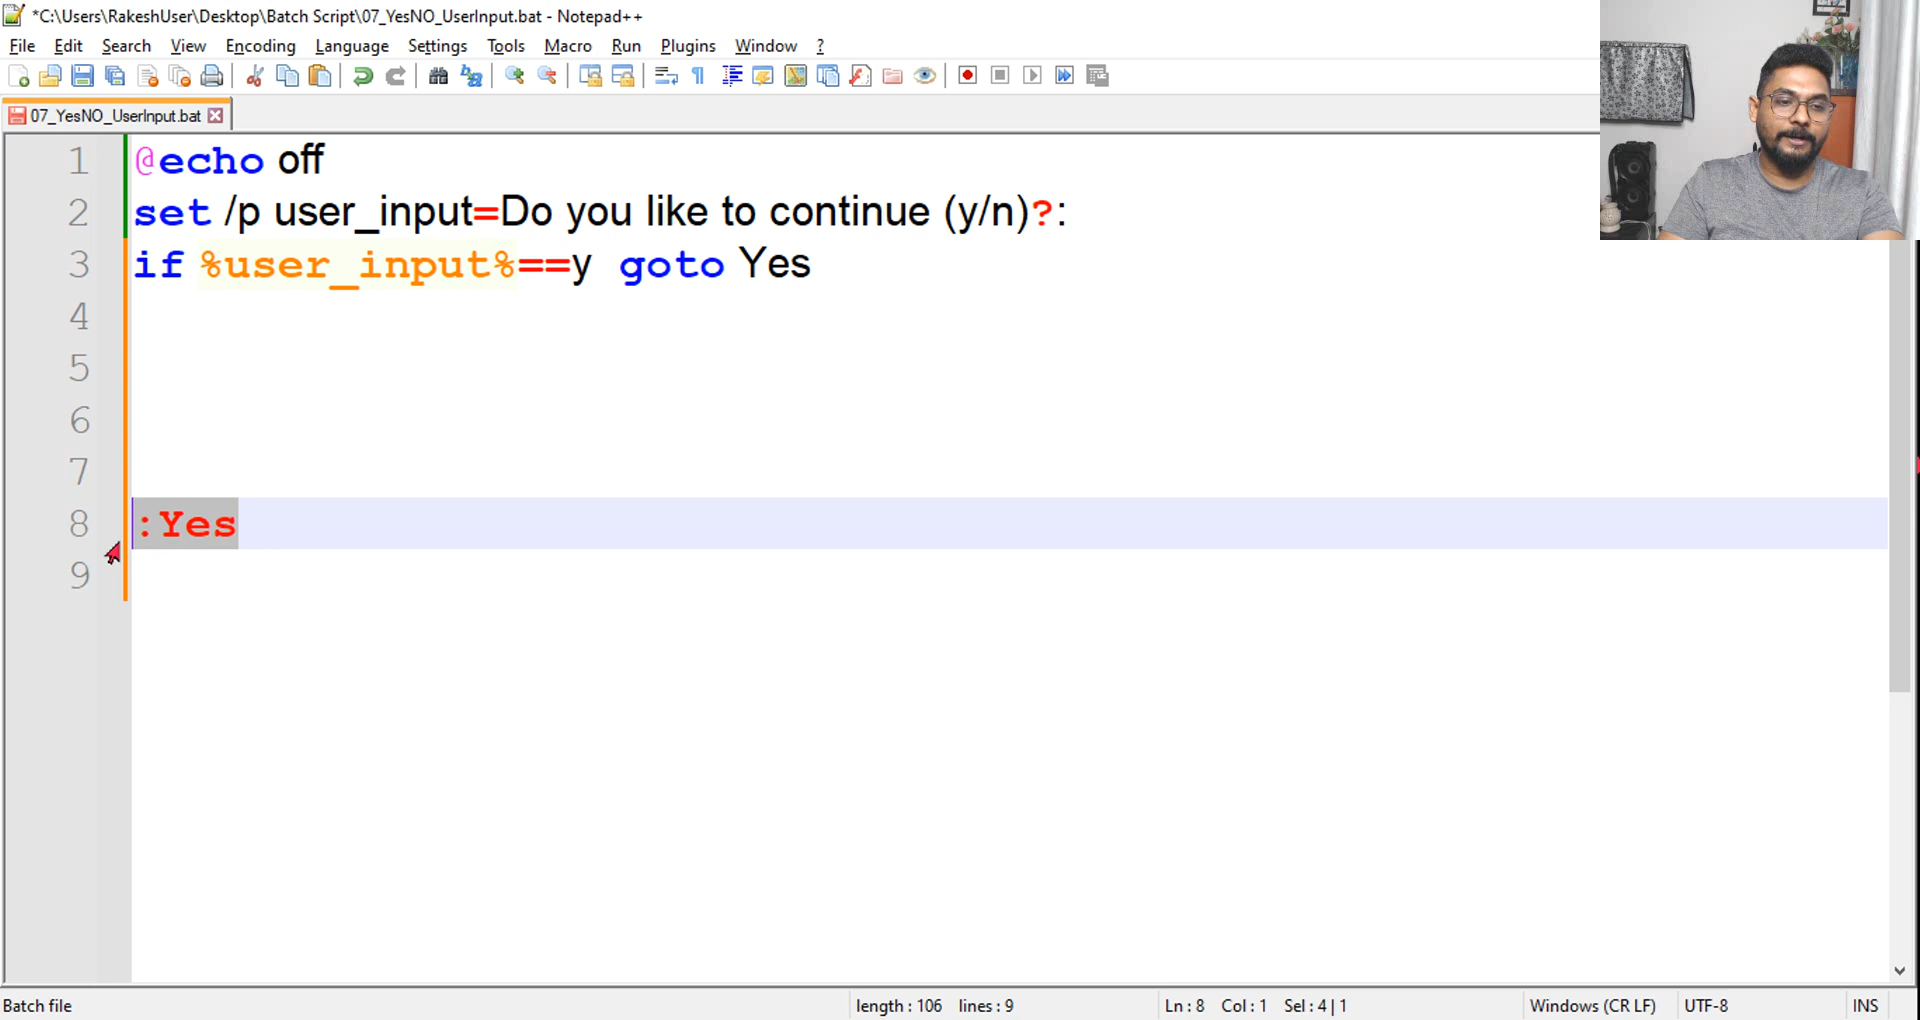 *C:\Users\RakeshUser\Desktop\Batch Script\07_YesNO_UserInput.bat - Notepad++
File Edit Search View Encoding Language Settings Tools Macro Run Plugins Window ?
07_YesNO_UserInput.bat
1 @echo off
2 set /p user_input=Do you like to continue (y/n)?:
3 if %user_input%==y goto Yes
4
5
6
7
8 :Yes
9
Batch file length : 106 lines : 9 Ln : 8 Col : 1 Sel : 4 | 1 Windows (CR LF) UTF-8 INS